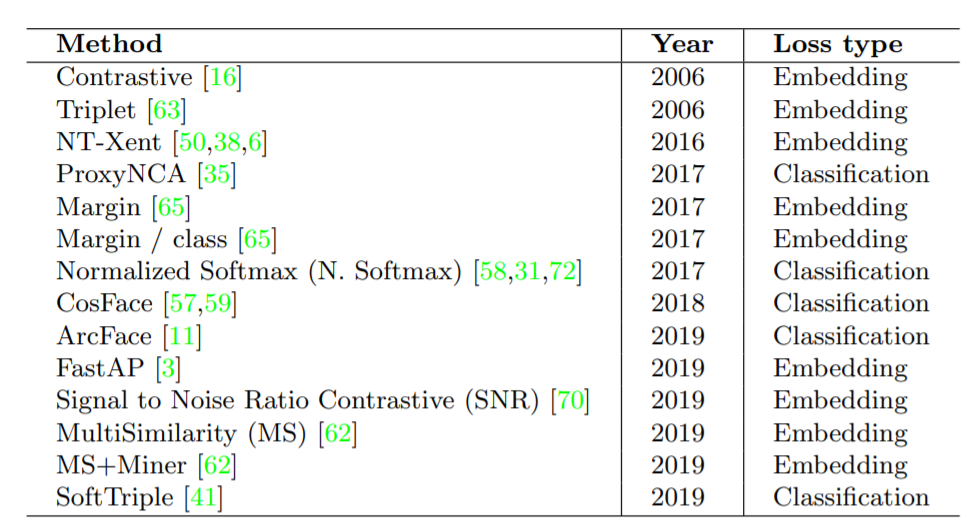 Method Year Loss type
Contrastive [16] 2006 Embedding
Triplet [63] 2006 Embedding
NT-Xent [50,38,6] 2016 Embedding
ProxyNCA [35] 2017 Classification
Margin [65] 2017 Embedding
Margin / class [65] 2017 Embedding
Normalized Softmax (N. Softmax) [58,31,72] 2017 Classification
CosFace [57,59] 2018 Classification
ArcFace [11] 2019 Classification
FastAP [3] 2019 Embedding
Signal to Noise Ratio Contrastive (SNR) [70] 2019 Embedding
MultiSimilarity (MS) [62] 2019 Embedding
MS+Miner [62] 2019 Embedding
SoftTriple [41] 2019 Classification